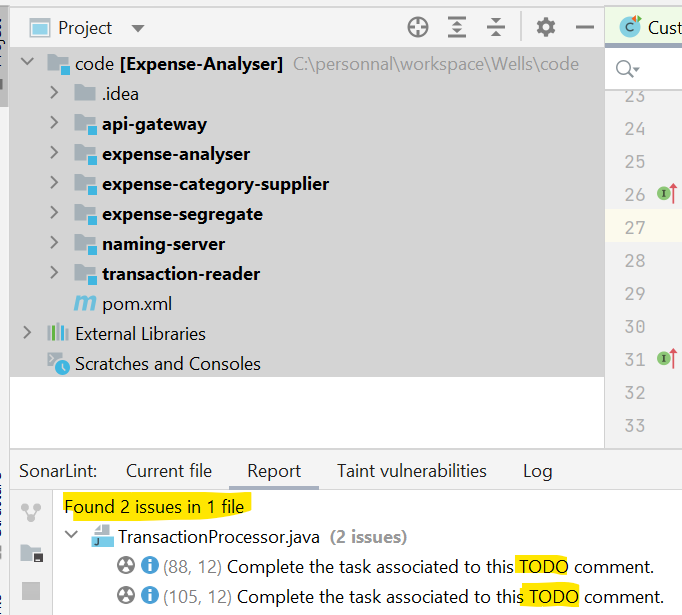 Project
code [Expense-Analyser] C:\personnal\workspace\Wells\code
.idea
api-gateway
expense-analyser
expense-category-supplier
expense-segregate
naming-server
transaction-reader
m pom.xml
External Libraries
Scratches and Consoles
C Cust
23
24
25
26
27
28
29
30
31
32
33
SonarLint: Current file Report Taint vulnerabilities Log
Found 2 issues in 1 file
TransactionProcessor.java (2 issues)
(88, 12) Complete the task associated to this TODO comment.
(105, 12) Complete the task associated to this TODO comment.